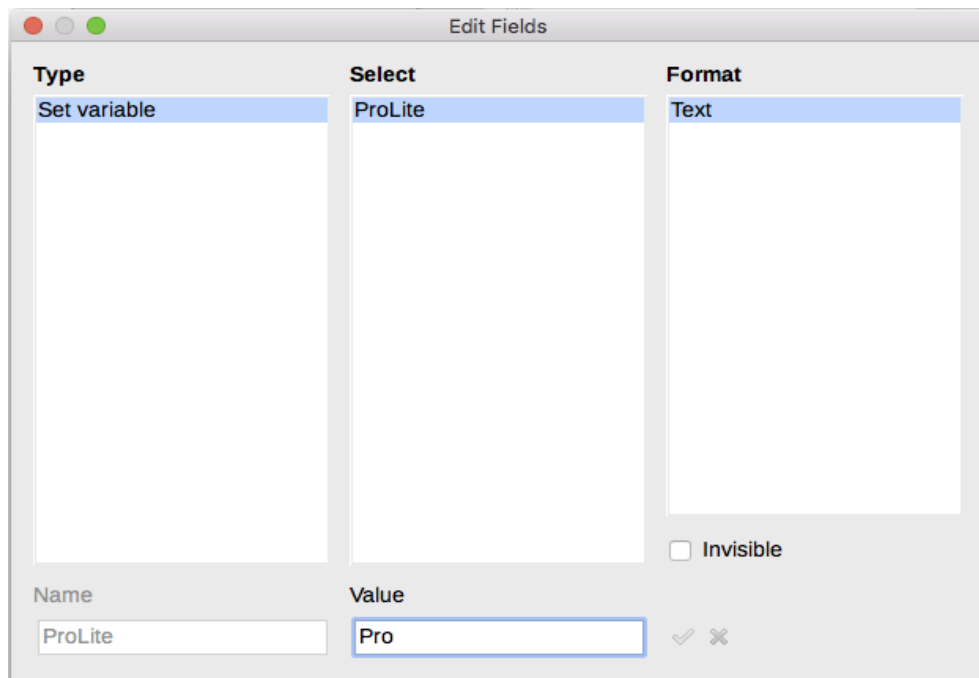 Edit Fields
Type Select Format
Set variable ProLite Text
Invisible
Name Value
ProLite Pro